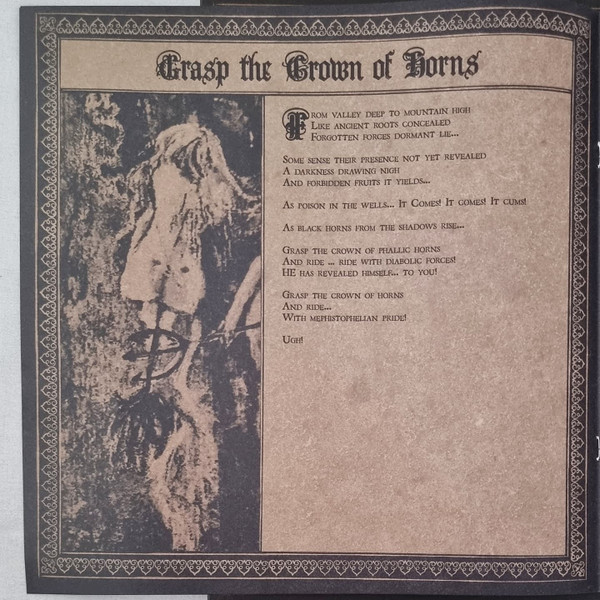 Grasp the Crown of Horns
From valley deep to mountain high
Like ancient roots concealed
Forgotten forces dormant lie...
Some sense their presence not yet revealed
A darkness drawing nigh
And forbidden fruits it yields...
As poison in the wells... It Comes! It comes! It cums!
As black horns from the shadows rise...
Grasp the crown of phallic horns
And ride ... ride with diabolic forces!
HE has revealed himself... to you!
Grasp the crown of horns
And ride...
With mephistophelian pride!
Ugh!